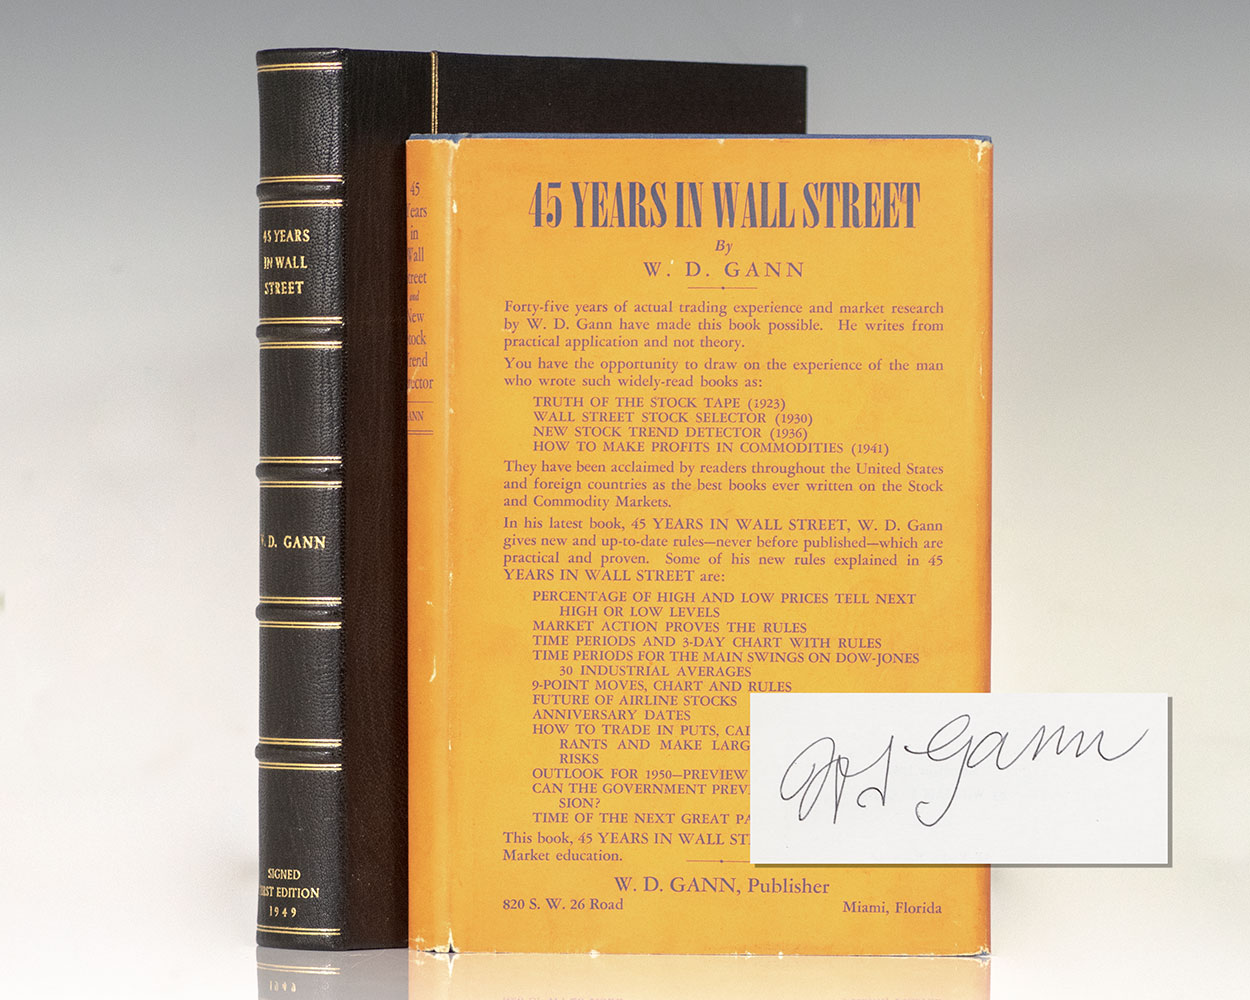 45 YEARS
IN WALL
STREET
D. GANN
SIGNED
FIRST EDITION
1949
45
Years
in
Wall
Street
and
New
Stock
Trend
Detector
GANN
45 YEARS IN WALL STREET
By
W. D. GANN
Forty-five years of actual trading experience and market research
by W. D. Gann have made this book possible. He writes from
practical application and not theory.
You have the opportunity to draw on the experience of the man
who wrote such widely-read books as:
TRUTH OF THE STOCK TAPE (1923)
WALL STREET STOCK SELECTOR (1930)
NEW STOCK TREND DETECTOR (1936)
HOW TO MAKE PROFITS IN COMMODITIES (1941)
They have been acclaimed by readers throughout the United States
and foreign countries as the best books ever written on the Stock
and Commodity Markets.
In his latest book, 45 YEARS IN WALL STREET, W. D. Gann
gives new and up-to-date rules—never before published—which are
practical and proven. Some of his new rules explained in 45
YEARS IN WALL STREET are:
PERCENTAGE OF HIGH AND LOW PRICES TELL NEXT
HIGH OR LOW LEVELS
MARKET ACTION PROVES THE RULES
TIME PERIODS AND 3-DAY CHART WITH RULES
TIME PERIODS FOR THE MAIN SWINGS ON DOW-JONES
30 INDUSTRIAL AVERAGES
9-POINT MOVES, CHART AND RULES
FUTURE OF AIRLINE STOCKS
ANNIVERSARY DATES
HOW TO TRADE IN PUTS,
RANTS AND MAKE
RISKS
OUTLOOK FOR 1950—PREVIEW
CAN THE GOVERNMENT
SION?
TIME OF THE NEXT GREAT
This book, 45 YEARS IN WALL
Market education.
W. D. GANN, Publisher
820 S. W. 26 Road
Miami, Florida
W D Gann